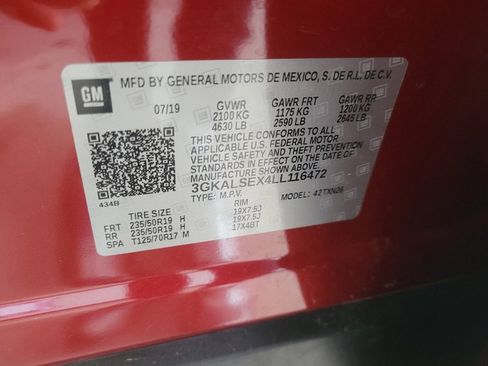 GM
MFD BY GENERAL MOTORS DE MEXICO, S. DE R.L. DE C.V.
07/19 GVWR GAWR FRT GAWR RR
2100 KG 1175 KG 1200 KG
4630 LB 2590 LB 2645 LB
THIS VEHICLE CONFORMS TO ALL
APPLICABLE U.S. FEDERAL MOTOR
VEHICLE SAFETY AND THEFT PREVENTION
STANDARDS IN EFFECT ON THE DATE OF
MANUFACTURE SHOWN ABOVE.
3GKALSEX4LL116472
TYPE: M.P.V. 42TXN26
434B
TIRE SIZE RIM
FRT 235/50R19 H 19X7.5J
RR 235/50R19 H 19X7.5J
SPA T125/70R17 M 17X4BT